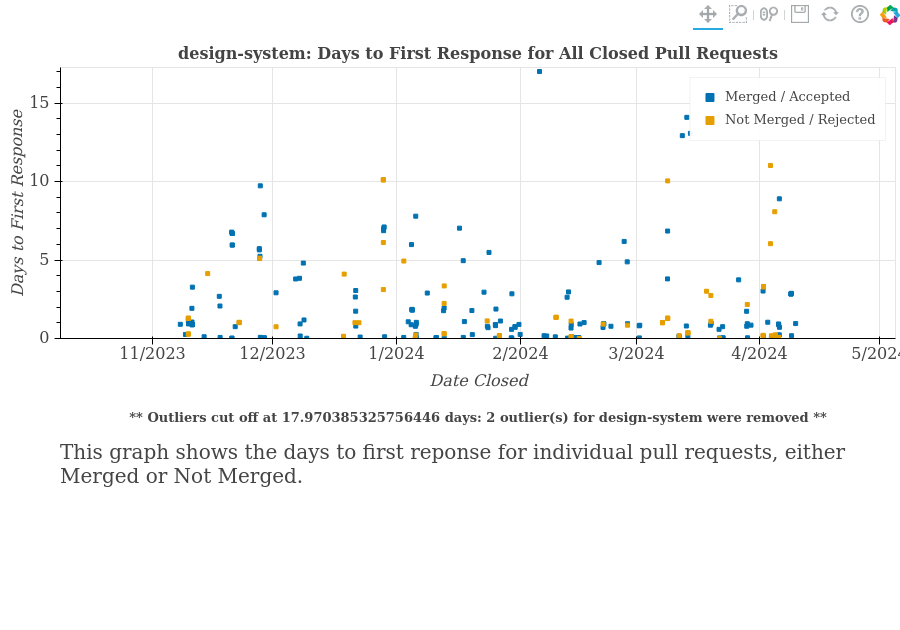 design-system: Days to First Response for All Closed Pull Requests
Merged / Accepted
Not Merged / Rejected
Days to First Response
15
10
5
0
11/2023 12/2023 1/2024 2/2024 3/2024 4/2024 5/202
Date Closed
** Outliers cut off at 17.970385325756446 days: 2 outlier(s) for design-system were removed **
This graph shows the days to first reponse for individual pull requests, either
Merged or Not Merged.